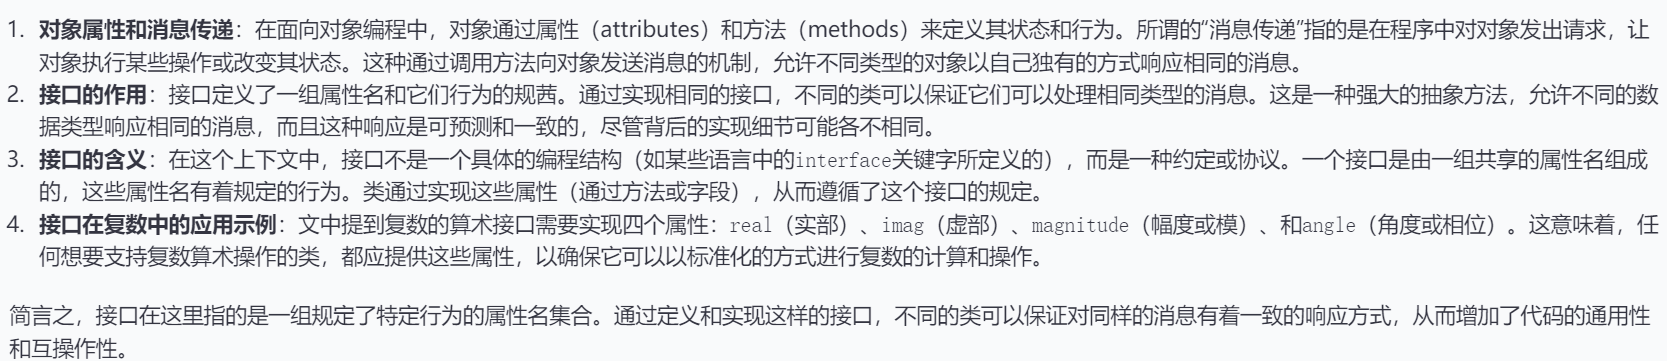 1. 对象属性和消息传递：在面向对象编程中，对象通过属性（attributes）和方法（methods）来定义其状态和行为。所谓的“消息传递”指的是在程序中对对象发出请求，让
对象执行某些操作或改变其状态。这种通过调用方法向对象发送消息的机制，允许不同类型的对象以自己独有的方式响应相同的消息。
2. 接口的作用：接口定义了一组属性名和它们行为的规茜。通过实现相同的接口，不同的类可以保证它们可以处理相同类型的消息。这是一种强大的抽象方法，允许不同的数
据类型响应相同的消息，而且这种响应是可预测和一致的，尽管背后的实现细节可能各不相同。
3. 接口的含义：在这个上下文中，接口不是一个具体的编程结构（如某些语言中的interface关键字所定义的），而是一种约定或协议。一个接口是由一组共享的属性名组成
的，这些属性名有着规定的行为。类通过实现这些属性（通过方法或字段），从而遵循了这个接口的规定。
4. 接口在复数中的应用示例：文中提到复数的算术接口需要实现四个属性：real（实部）、imag（虚部）、magnitude（幅度或模）、和angle（角度或相位）。这意味着，任
何想要支持复数算术操作的类，都应提供这些属性，以确保它可以以标准化的方式进行复数的计算和操作。
简言之，接口在这里指的是一组规定了特定行为的属性名集合。通过定义和实现这样的接口，不同的类可以保证对同样的消息有着一致的响应方式，从而增加了代码的通用性
和互操作性。